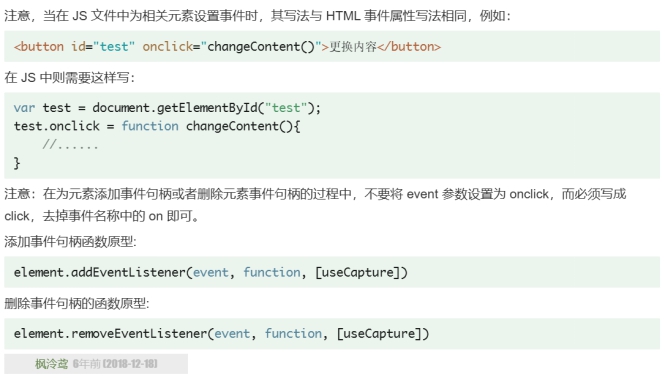 注意，当在 JS 文件中为相关元素设置事件时，其写法与 HTML 事件属性写法相同，例如：
<button id="test" onclick="changeContent()">更换内容</button>
在 JS 中则需要这样写：
var test = document.getElementById("test");
test.onclick = function changeContent(){
    //......
}
注意：在为元素添加事件句柄或者删除元素事件句柄的过程中，不要将 event 参数设置为 onclick，而必须写成
click，去掉事件名称中的 on 即可。
添加事件句柄函数原型:
element.addEventListener(event, function, [useCapture])
删除事件句柄的函数原型:
element.removeEventListener(event, function, [useCapture])
枫泠鸢 6年前 (2018-12-18)